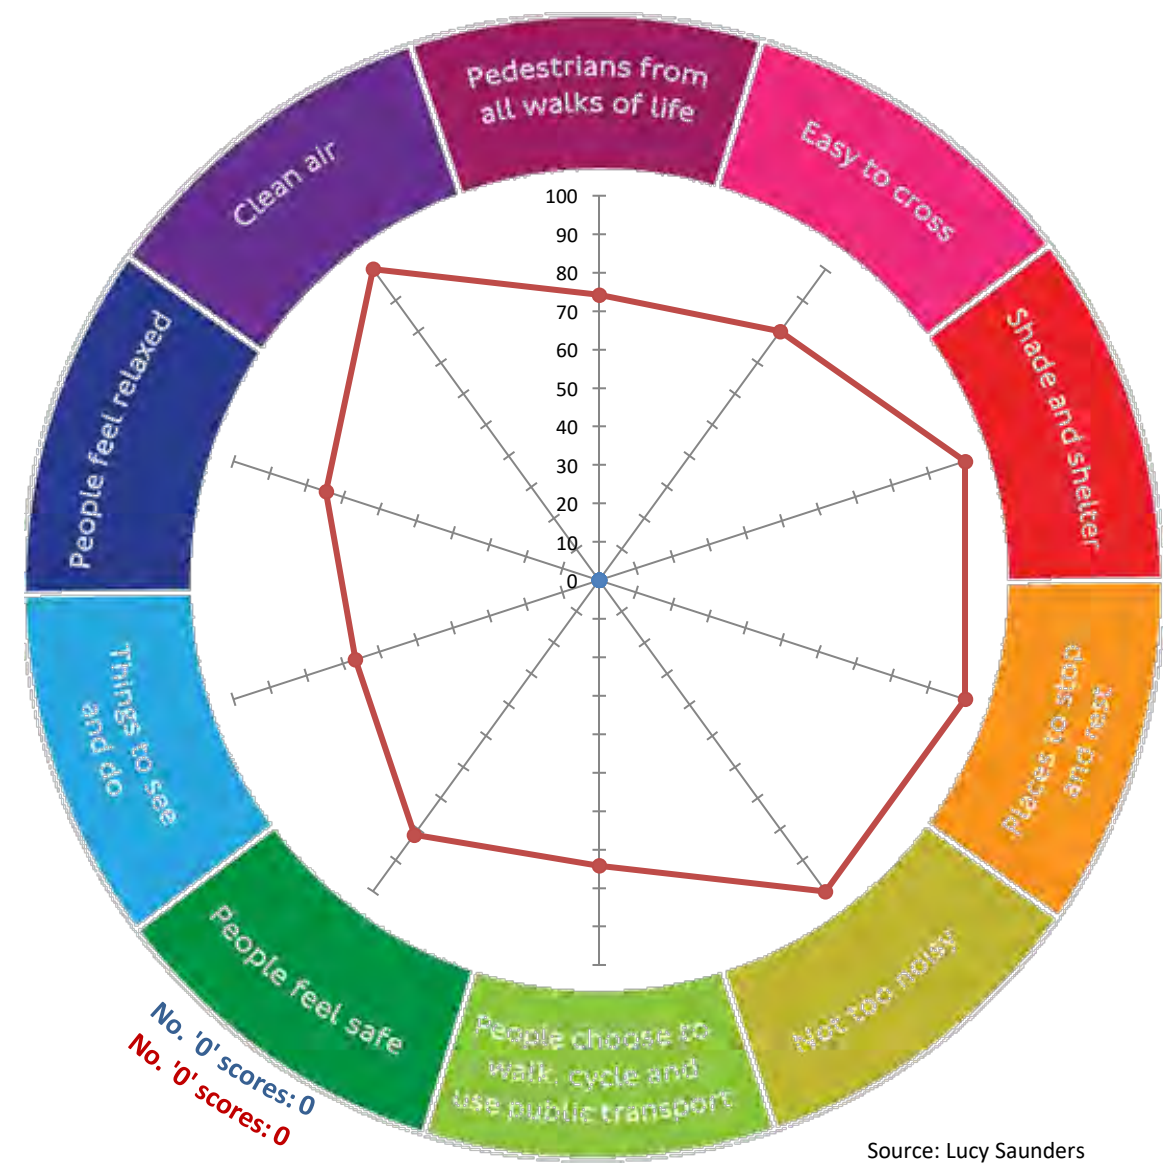 Pedestrians from
all walks of life
Easy to cross
Shade and shelter
Places to stop
and rest
Not too noisy
People choose to
walk, cycle and
use public transport
People feel safe
Things to see
and do
People feel relaxed
Clean air
100
90
80
70
60
50
40
30
20
10
0
No. '0' scores: 0
No. '0' scores: 0
Source: Lucy Saunders